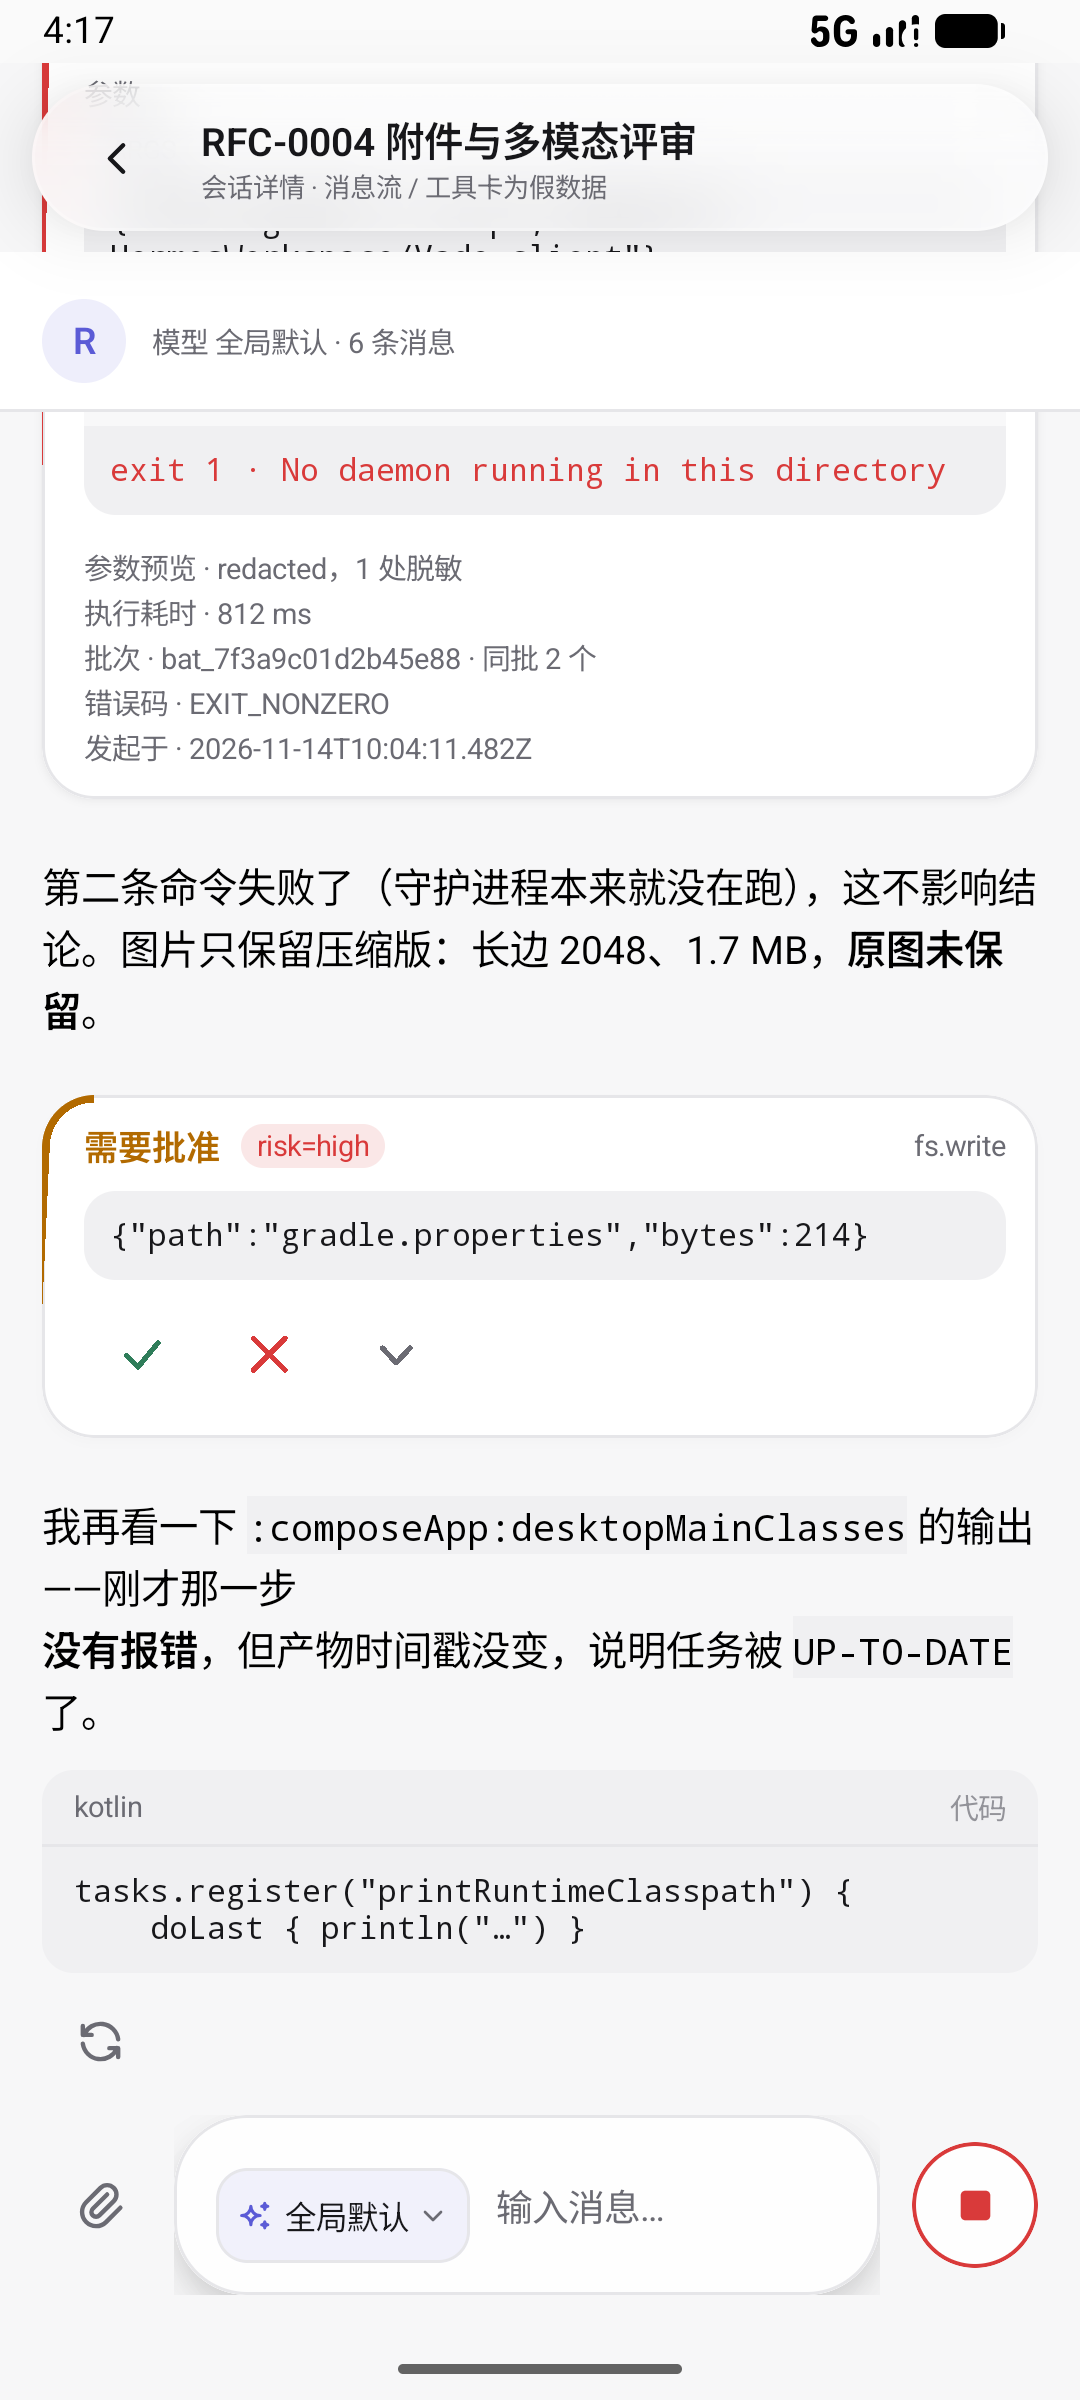 4:17
5G
参数
RFC-0004 附件与多模态评审
会话详情 · 消息流 / 工具卡为假数据
R
模型 全局默认 · 6 条消息
exit 1 · No daemon running in this directory
参数预览 · redacted，1 处脱敏
执行耗时 · 812 ms
批次 · bat_7f3a9c01d2b45e88 · 同批 2 个
错误码 · EXIT_NONZERO
发起于 · 2026-11-14T10:04:11.482Z
第二条命令失败了（守护进程本来就没在跑），这不影响结
论。图片只保留压缩版：长边 2048、1.7 MB，原图未保
留。
需要批准 risk=high fs.write
{"path":"gradle.properties","bytes":214}
我再看一下 :composeApp:desktopMainClasses 的输出
——刚才那一步
没有报错，但产物时间戳没变，说明任务被 UP-TO-DATE
了。
kotlin 代码
tasks.register("printRuntimeClasspath") {
    doLast { println("…") }
全局默认 输入消息…